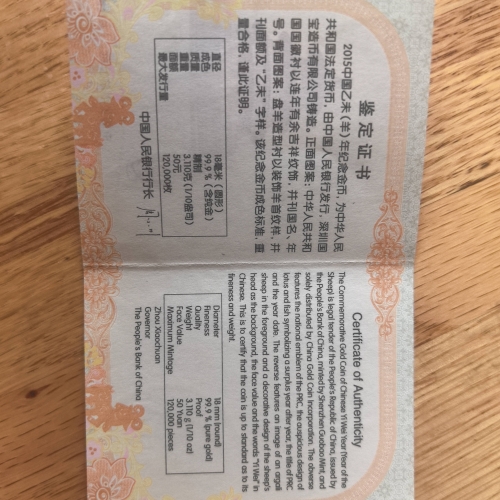 鉴定证书
2015中国乙未（羊）年纪念金币，为中华人民
共和国法定货币，由中国人民银行发行，深圳国
宝造币有限公司铸造。正面图案：中华人民共和
国国徽衬以连年有余吉祥纹饰，并刊国名、年
号。背面图案：盘羊造型衬以装饰羊首纹样，并
刊面额及“乙未”字样。该纪念金币成色标准，重
量合格，谨此证明。
直径 18毫米（圆形）
成色 99.9％（含纯金）
质量 精制
重量 3.110克（1/10盎司）
面额 50元
最大发行量 120,000枚
中国人民银行行长
Certificate of Authenticity
The Commemorative Gold Coin of Chinese Yi Wei Year (Year of the
Sheep) is legal tender of the People's Republic of China, issued by
the People's Bank of China, minted by Shenzhen Guobao Mint, and
solely distributed by China Gold Coin Incorporation. The adverse
features the national emblem of the PRC, the auspicious design of
lotus and fish symbolizing a surplus year after year, the title of PRC
and the year date. The reverse features an image of an argali
sheep in the foreground and a decorative design of the sheep's
head as the background, the face value and the words "Yi Wei" in
Chinese. This is to certify that the coin is up to standard as to its
fineness and weight.
Diameter 18 mm (round)
Fineness 99.9 % (pure gold)
Quality Proof
Weight 3.110 g (1/10 oz)
Face Value 50 Yuan
Maximum Mintage 120,000 pieces
Zhou Xiaochuan
Governor
The People's Bank of China